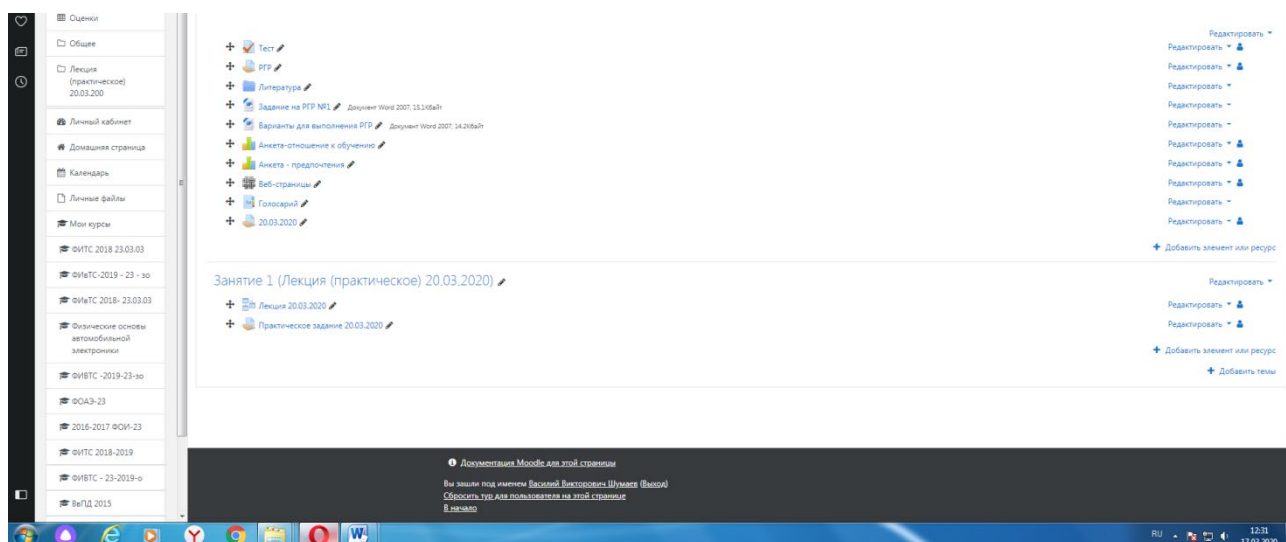 Оценки
Общее
Лекция
(практическое)
20.03.200
Личный кабинет
Домашняя страница
Календарь
Личные файлы
Мои курсы
ФИТС 2018 23.03.03
ФИвТС-2019 - 23 - зо
ФИвТС 2018- 23.03.03
Физические основы
автомобильной
электроники
ФИВТС -2019-23-зо
ФОАЭ-23
2016-2017 ФОИ-23
ФИТС 2018-2019
ФИВТС - 23-2019-о
ВеПД 2015
Редактировать
Тест Редактировать
РГР Редактировать
Литература Редактировать
Задание на РГР №1 Документ Word 2007, 15.1Кбайт Редактировать
Варианты для выполнения РГР Документ Word 2007, 14.2Кбайт Редактировать
Анкета-отношение к обучению Редактировать
Анкета - предпочтения Редактировать
Веб-страницы Редактировать
Голосарий Редактировать
20.03.2020 Редактировать
Добавить элемент или ресурс
Занятие 1 (Лекция (практическое) 20.03.2020) Редактировать
Лекция 20.03.2020 Редактировать
Практическое задание 20.03.2020 Редактировать
Добавить элемент или ресурс
Добавить темы
Документация Moodle для этой страницы
Вы зашли под именем Василий Викторович Шумаев (Выход)
Сбросить тур для пользователя на этой странице
В начало
RU 12:31
17.03.2020